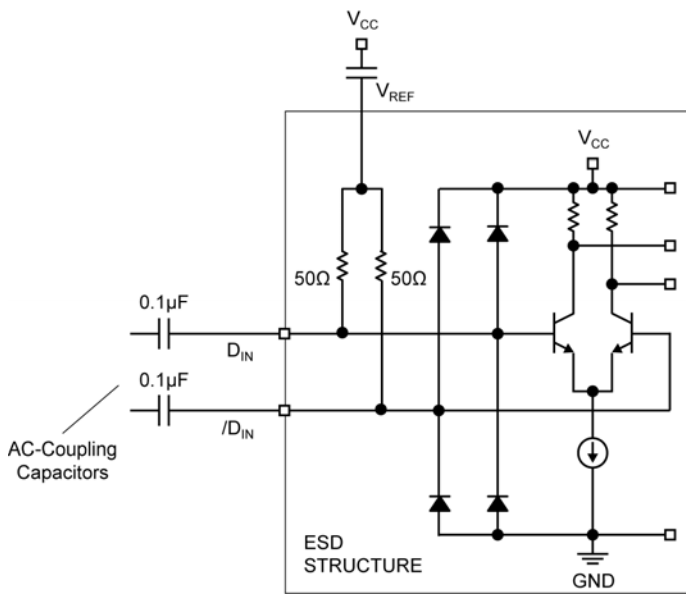 VCC
VREF
VCC
50Ω
50Ω
0.1µF
DIN
0.1µF
/DIN
AC-Coupling
Capacitors
ESD
STRUCTURE
GND